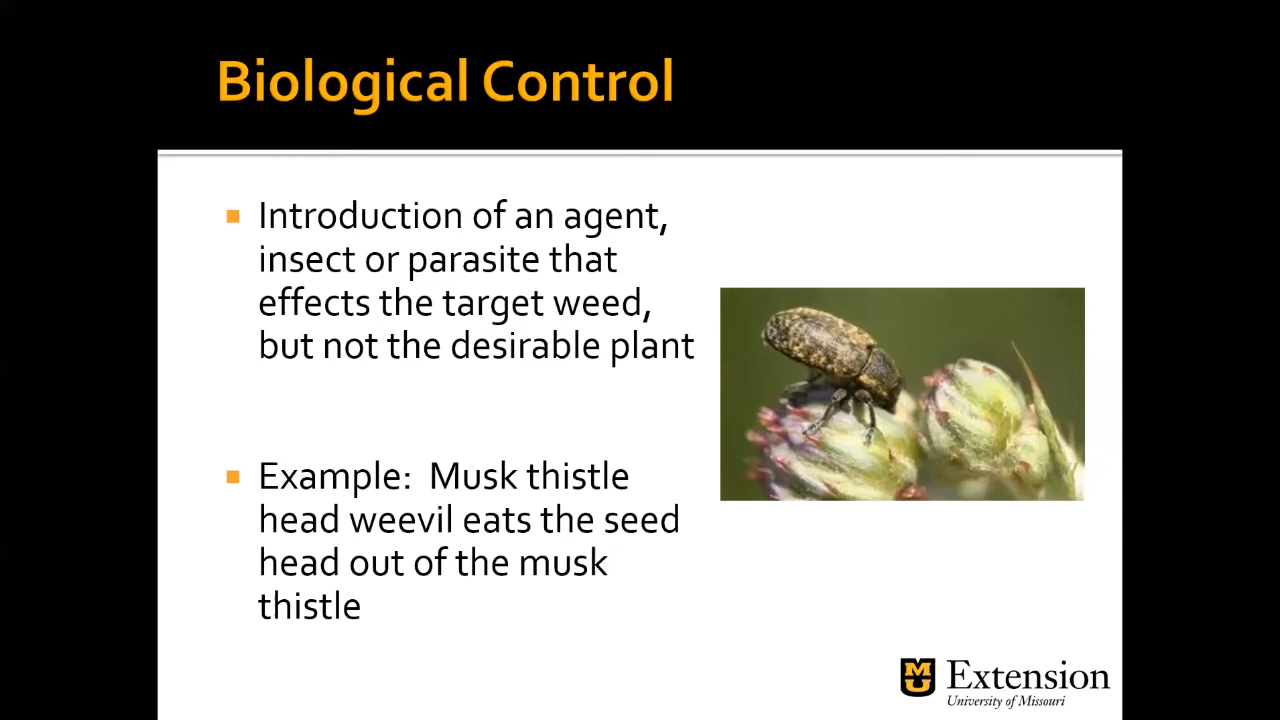 Biological Control
Introduction of an agent,
insect or parasite that
effects the target weed,
but not the desirable plant
Example: Musk thistle
head weevil eats the seed
head out of the musk
thistle
MU Extension
University of Missouri